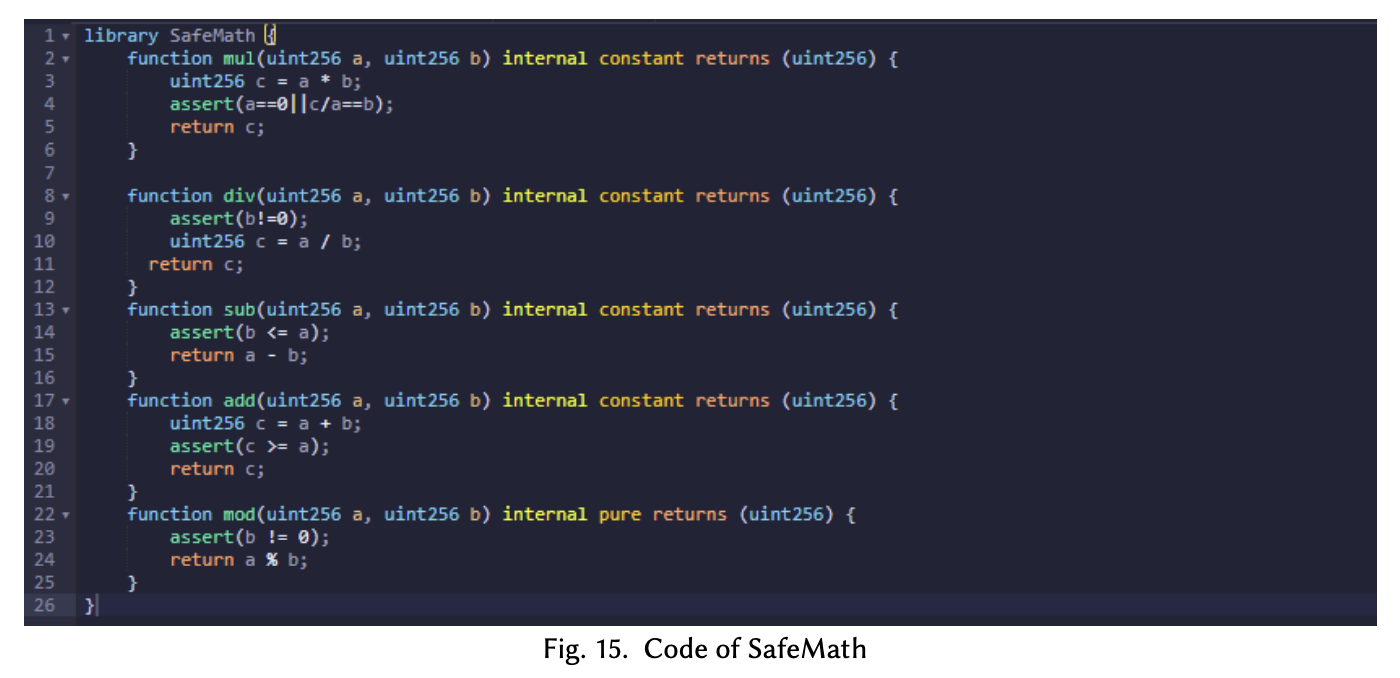 1 library SafeMath {
2 function mul(uint256 a, uint256 b) internal constant returns (uint256) {
3 uint256 c = a * b;
4 assert(a==0||c/a==b);
5 return c;
6 }
7
8 function div(uint256 a, uint256 b) internal constant returns (uint256) {
9 assert(b!=0);
10 uint256 c = a / b;
11 return c;
12 }
13 function sub(uint256 a, uint256 b) internal constant returns (uint256) {
14 assert(b <= a);
15 return a - b;
16 }
17 function add(uint256 a, uint256 b) internal constant returns (uint256) {
18 uint256 c = a + b;
19 assert(c >= a);
20 return c;
21 }
22 function mod(uint256 a, uint256 b) internal pure returns (uint256) {
23 assert(b != 0);
24 return a % b;
25 }
26 }
Fig. 15. Code of SafeMath